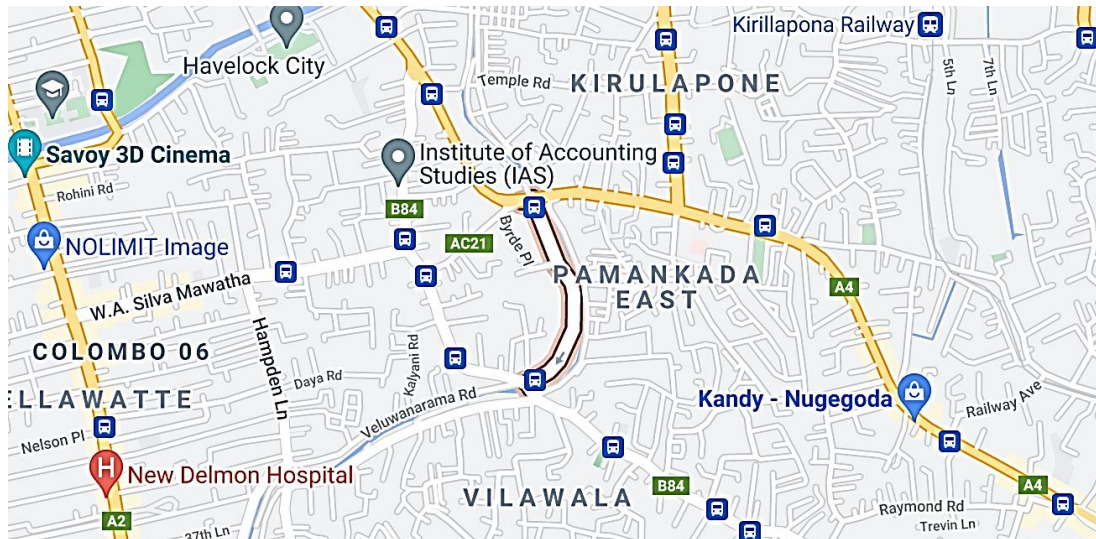 Kirillapona Railway
Havelock City
Temple Rd
KIRULAPONE
5th Ln
7th Ln
Savoy 3D Cinema
Institute of Accounting
Studies (IAS)
Rohini Rd
B84
Byrde Pl
AC21
NOLIMIT Image
PAMANKADA
EAST
A4
W.A. Silva Mawatha
COLOMBO 06
Hampden Ln
Kalyani Rd
Daya Rd
ELLAWATTE
Veluwanarama Rd
Kandy - Nugegoda
Railway Ave
Nelson Pl
H
New Delmon Hospital
VILAWALA
B84
A4
A2
37th Ln
Raymond Rd
Trevin Ln